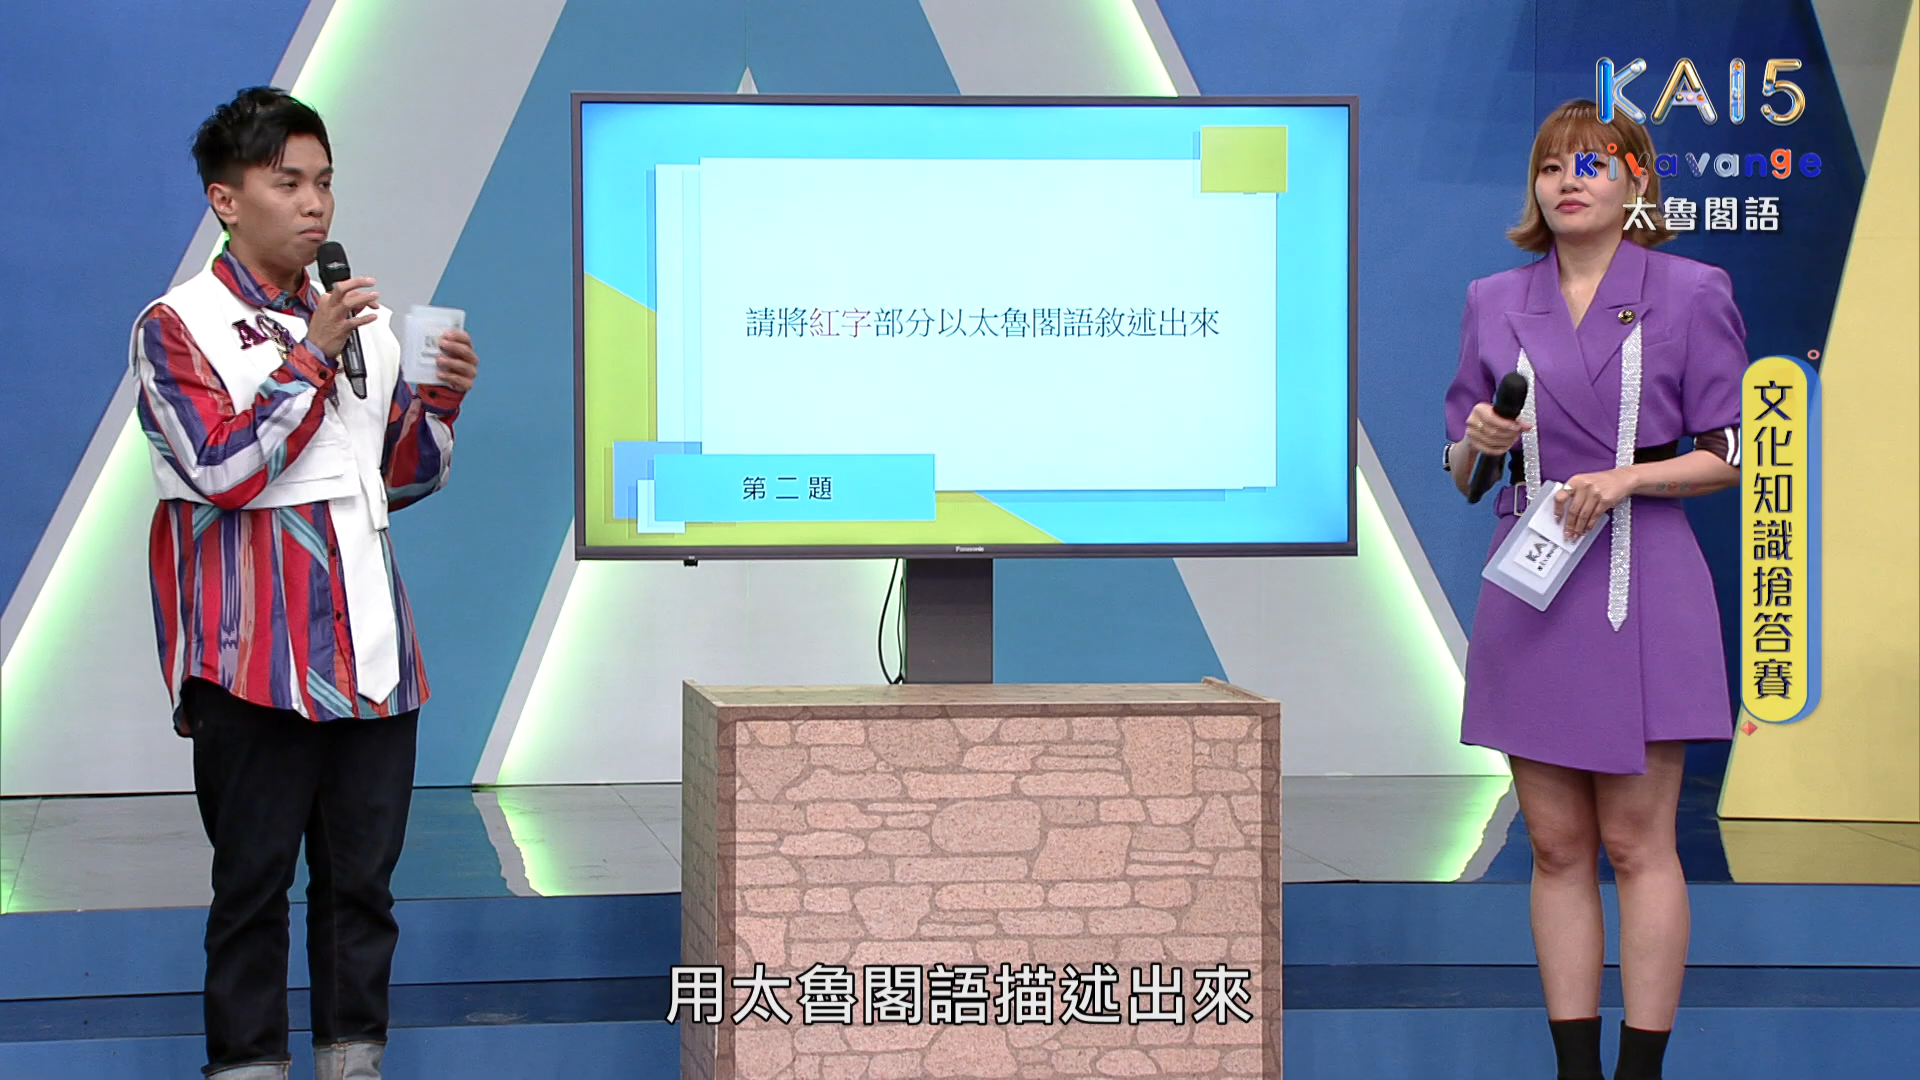 KAI5
kivavange
太魯閣語
請將紅字部分以太魯閣語敘述出來
第二題
Panasonic
文化知識搶答賽
用太魯閣語描述出來